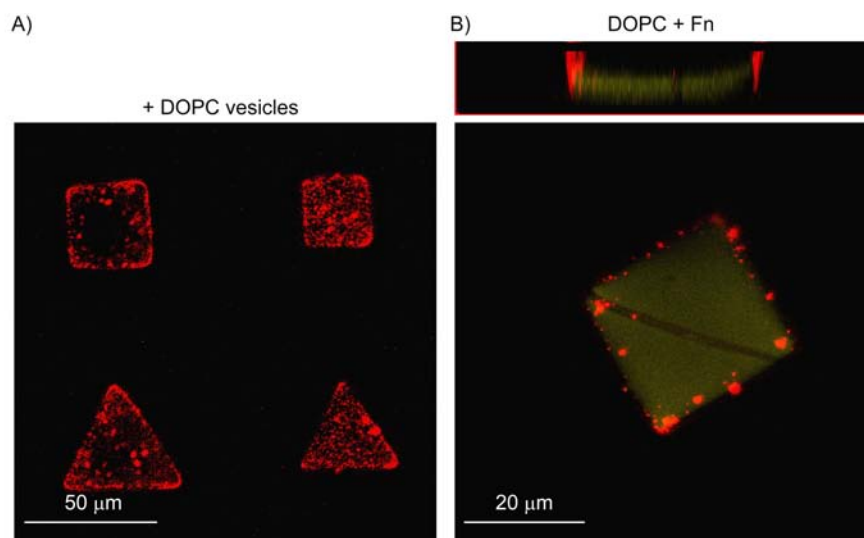 A)
+ DOPC vesicles
50 μm
B)
DOPC + Fn
20 μm